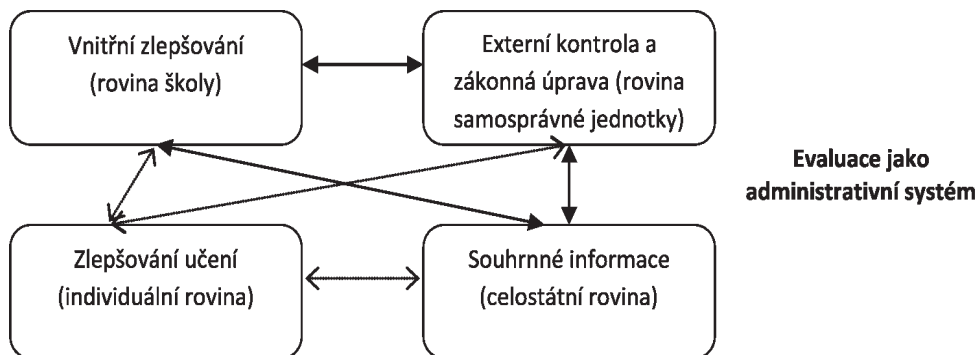 Vnitřní zlepšování
(rovina školy)
Externí kontrola a
zákonná úprava (rovina
samosprávné jednotky)
Evaluace jako
administrativní systém
Zlepšování učení
(individuální rovina)
Souhrnné informace
(celostátní rovina)